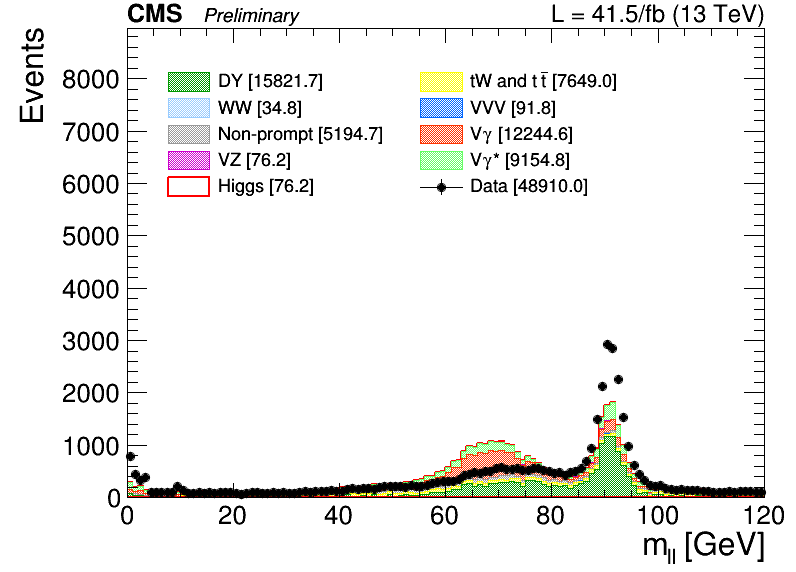 CMS Preliminary L = 41.5/fb (13 TeV)
Events
8000
7000
6000
5000
4000
3000
2000
1000
0
DY [15821.7]
WW [34.8]
Non-prompt [5194.7]
VZ [76.2]
Higgs [76.2]
tW and tt̄ [7649.0]
VVV [91.8]
Vγ [12244.6]
Vγ* [9154.8]
Data [48910.0]
0 20 40 60 80 100 120
m_ll [GeV]